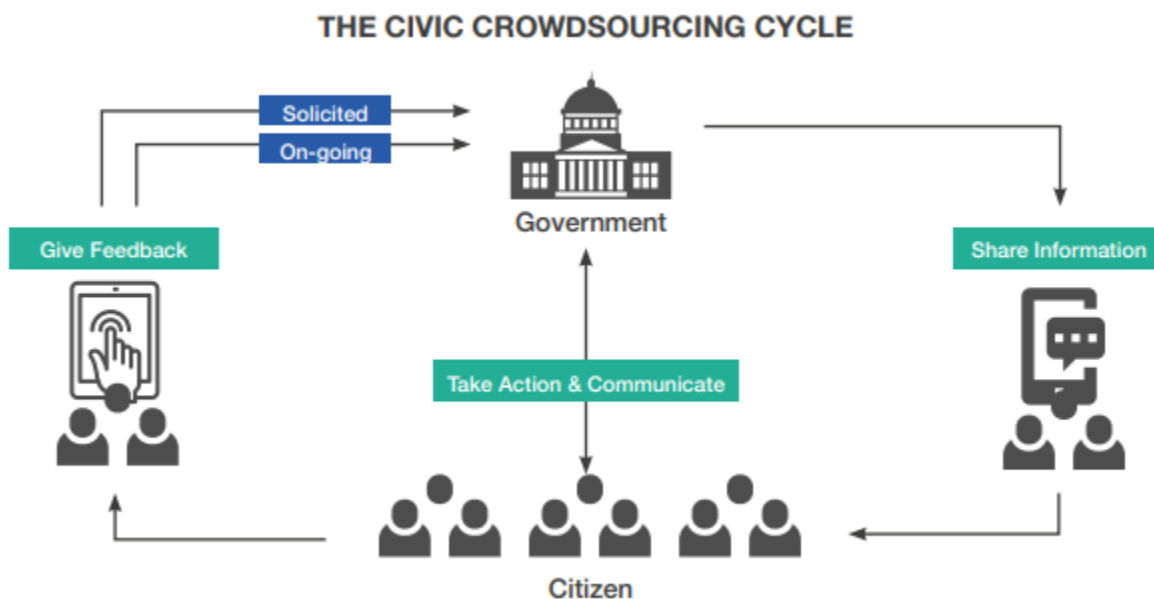 THE CIVIC CROWDSOURCING CYCLE
Solicited
On-going
Government
Give Feedback
Share Information
Take Action & Communicate
Citizen